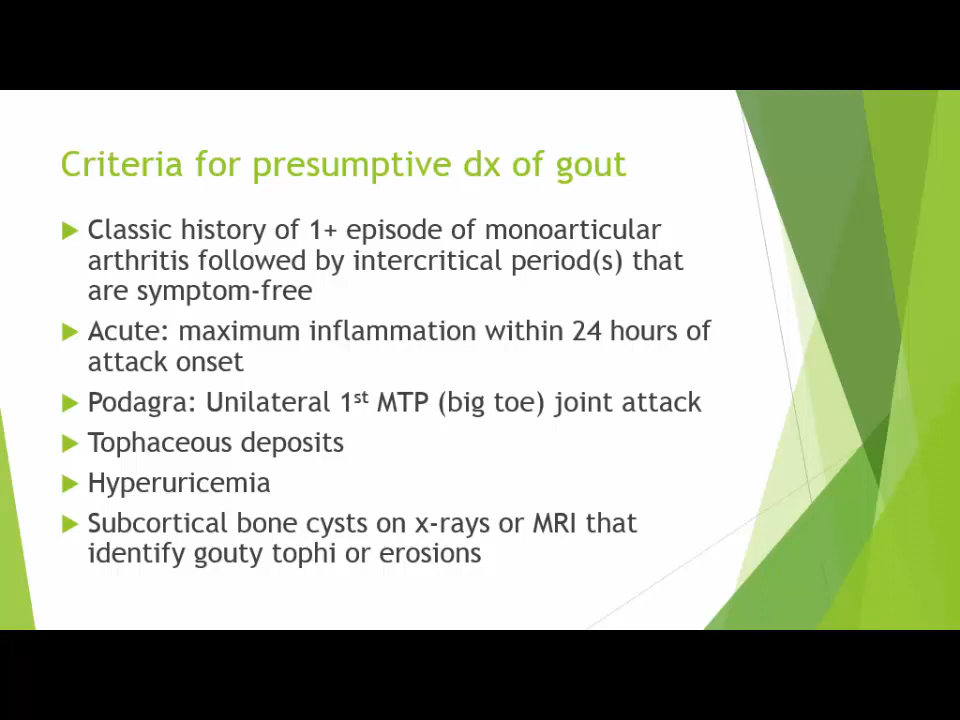 Criteria for presumptive dx of gout
Classic history of 1+ episode of monoarticular
arthritis followed by intercritical period(s) that
are symptom-free
Acute: maximum inflammation within 24 hours of
attack onset
Podagra: Unilateral 1st MTP (big toe) joint attack
Tophaceous deposits
Hyperuricemia
Subcortical bone cysts on x-rays or MRI that
identify gouty tophi or erosions